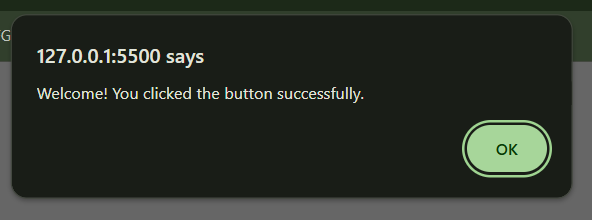 G
127.0.0.1:5500 says
Welcome! You clicked the button successfully.
OK